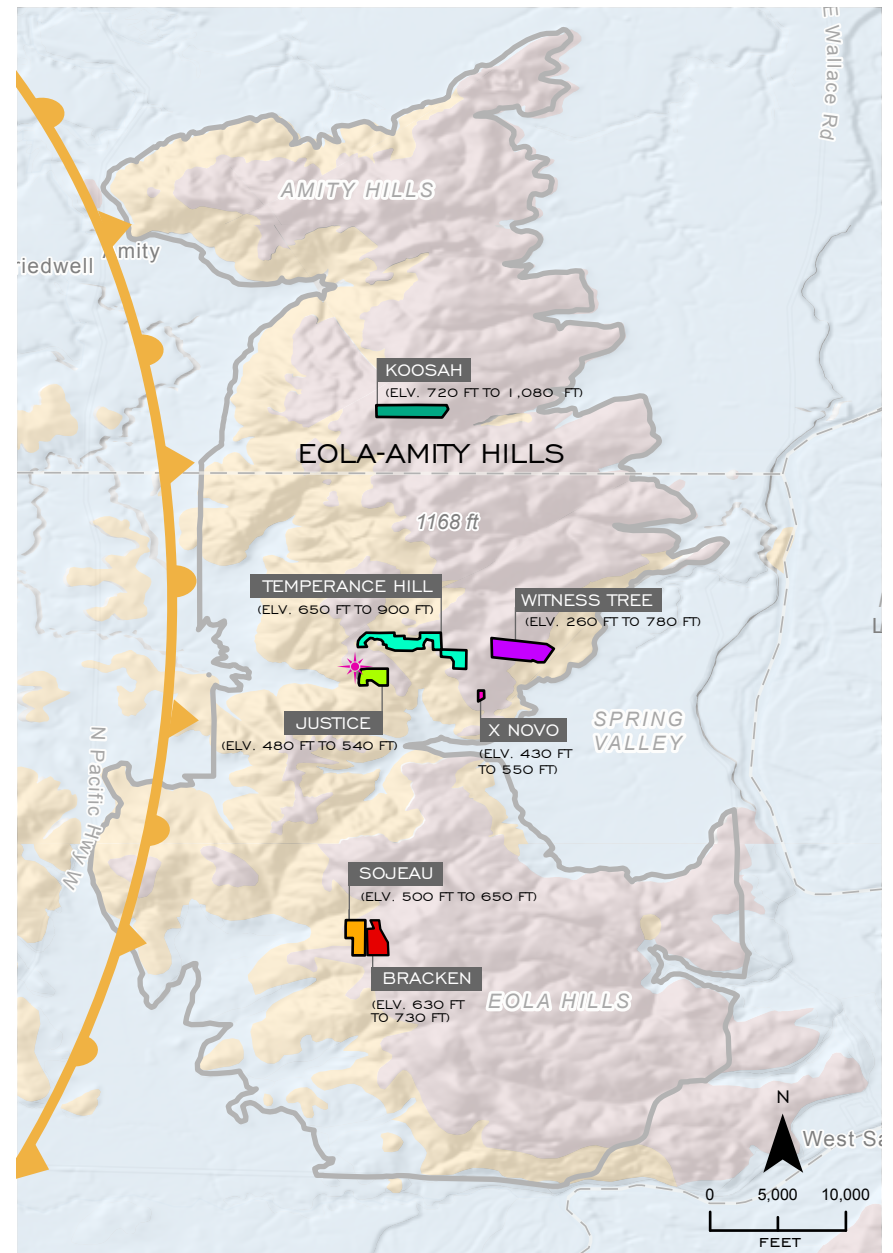 E Wallace Rd
AMITY HILLS
Amity
riedwell
KOOSAH
(ELV. 720 FT TO 1,080 FT)
EOLA-AMITY HILLS
1168 ft
TEMPERANCE HILL
(ELV. 650 FT TO 900 FT)
WITNESS TREE
(ELV. 260 FT TO 780 FT)
JUSTICE
(ELV. 480 FT TO 540 FT)
X NOVO
(ELV. 430 FT
TO 550 FT)
SPRING
VALLEY
N Pacific Hwy W
SOJEAU
(ELV. 500 FT TO 650 FT)
BRACKEN
(ELV. 630 FT
TO 730 FT)
EOLA HILLS
N
West Sa
0 5,000 10,000
FEET